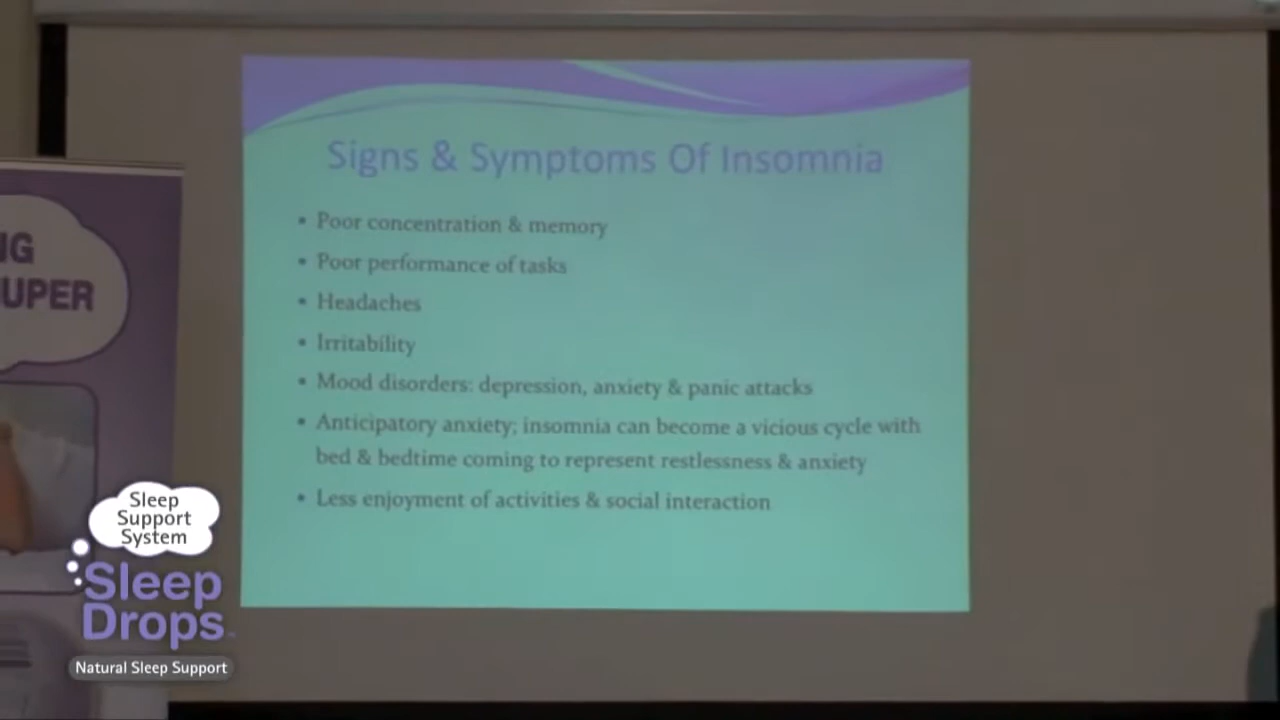 Signs & Symptoms Of Insomnia
• Poor concentration & memory
• Poor performance of tasks
• Headaches
• Irritability
• Mood disorders: depression, anxiety & panic attacks
• Anticipatory anxiety; insomnia can become a vicious cycle with
bed & bedtime coming to represent restlessness & anxiety
• Less enjoyment of activities & social interaction
NG
UPER
Sleep
Support
System
Sleep
Drops
Natural Sleep Support